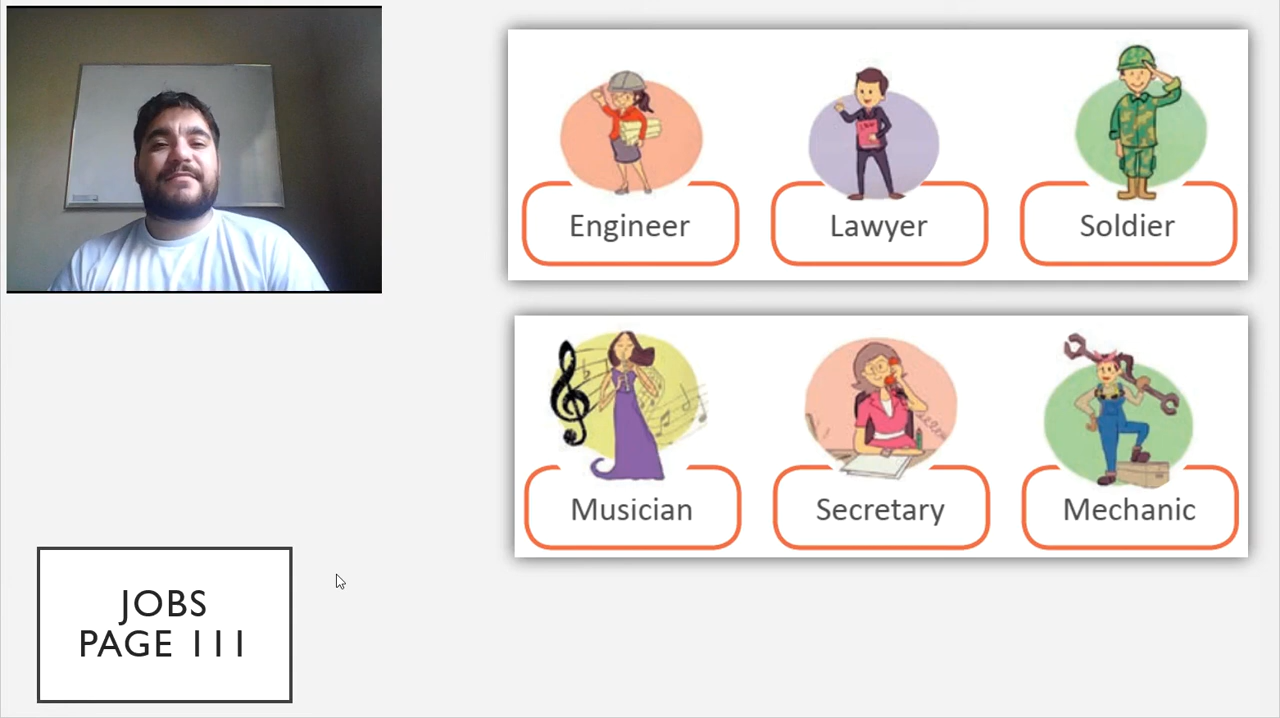 Engineer
Lawyer
Soldier
Musician
Secretary
Mechanic
JOBS
PAGE 111